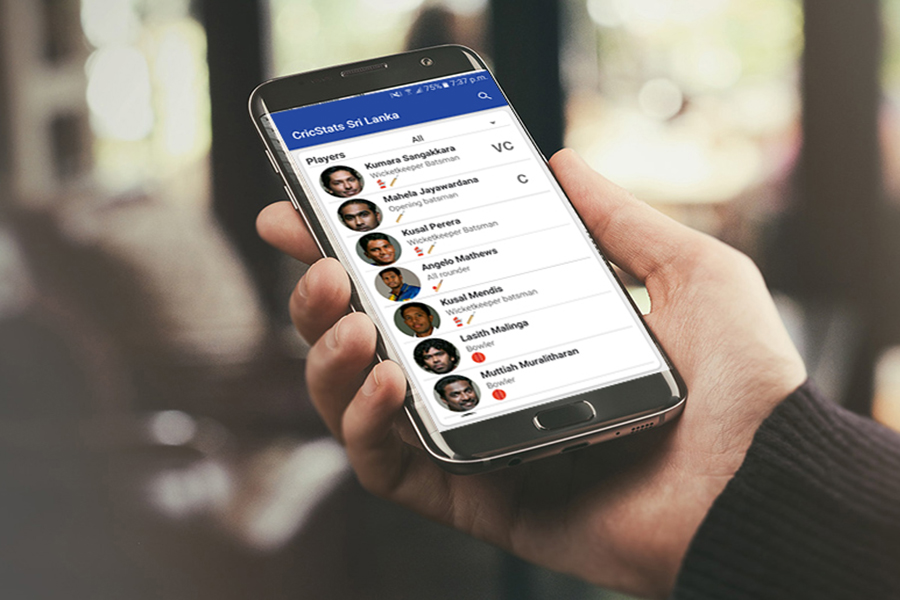 75% 7:37 p.m.
CricStats Sri Lanka
All
Players
Kumara Sangakkara
VC
Wicketkeeper Batsman
Mahela Jayawardana
C
Opening batsman
Kusal Perera
Wicketkeeper Batsman
Angelo Mathews
All rounder
Kusal Mendis
Wicketkeeper batsman
Lasith Malinga
Bowler
Muttiah Muralitharan
Bowler